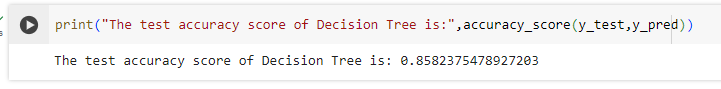 print("The test accuracy score of Decision Tree is:",accuracy_score(y_test,y_pred))
The test accuracy score of Decision Tree is: 0.8582375478927203